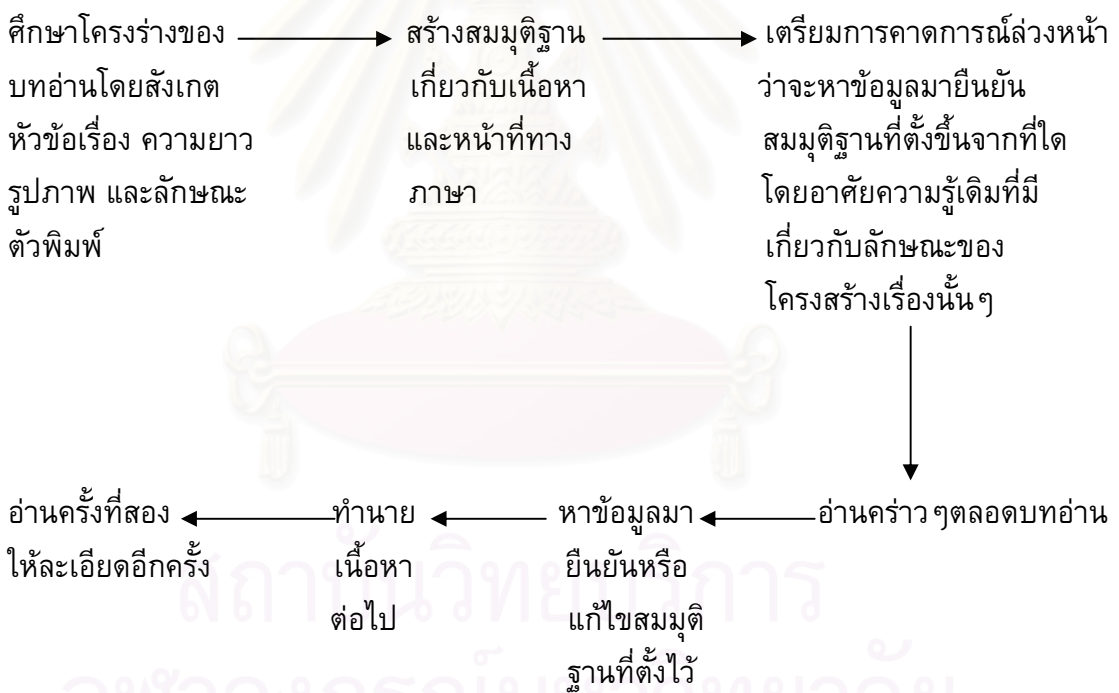 ศึกษาโครงร่างของ
บทอ่านโดยสังเกต
หัวข้อเรื่อง ความยาว
รูปภาพ และลักษณะ
ตัวพิมพ์
สร้างสมมุติฐาน
เกี่ยวกับเนื้อหา
และหน้าที่ทาง
ภาษา
เตรียมการคาดการณ์ล่วงหน้า
ว่าจะหาข้อมูลมายืนยัน
สมมุติฐานที่ตั้งขึ้นจากที่ใด
โดยอาศัยความรู้เดิมที่มี
เกี่ยวกับลักษณะของ
โครงสร้างเรื่องนั้นๆ
อ่านคร่าวๆตลอดบทอ่าน
หาข้อมูลมา
ยืนยันหรือ
แก้ไขสมมุติ
ฐานที่ตั้งไว้
ทำนาย
เนื้อหา
ต่อไป
อ่านครั้งที่สอง
ให้ละเอียดอีกครั้ง
สถาบันวิทยบริการ